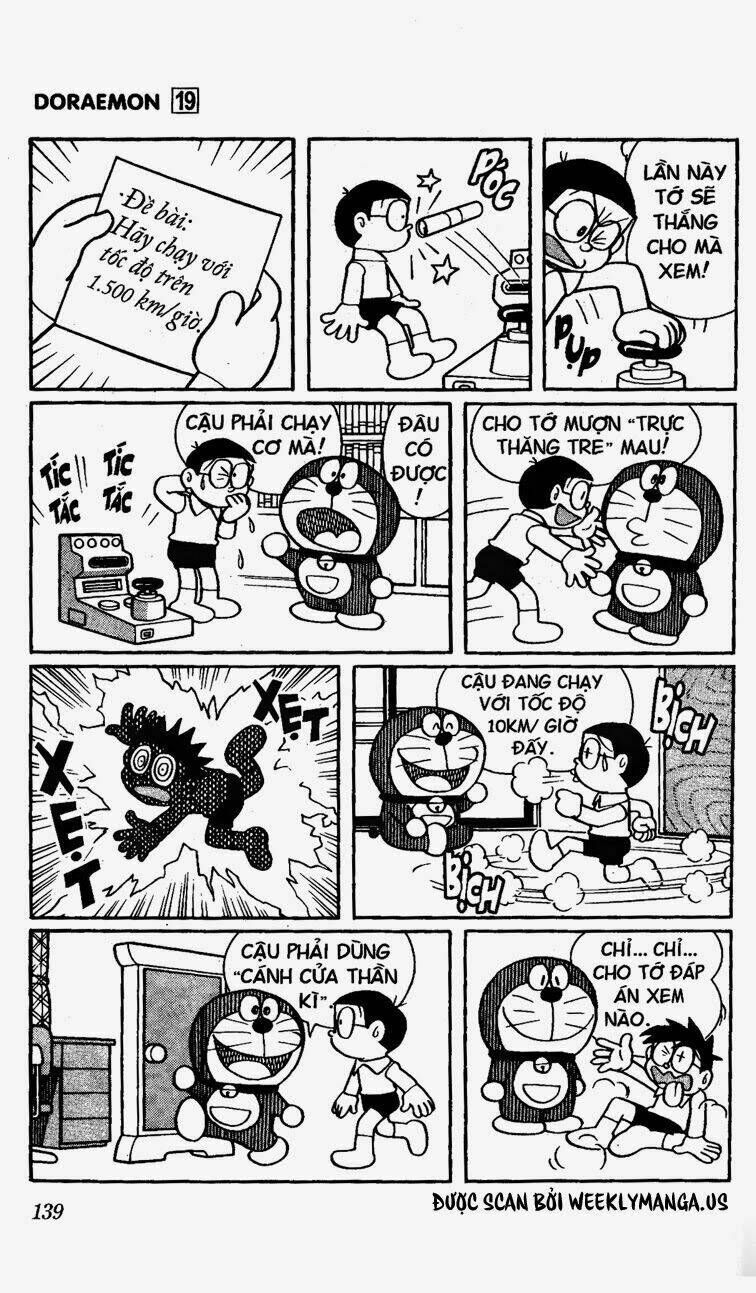 DORAEMON 19
LẦN NÀY
TỚ SẼ
THẮNG
CHO MÀ
XEM!
PỤP
PÓC
·Đề bài:
Hãy chạy với
tốc độ trên
1.500 km/giờ.
CHO TỚ MƯỢN “TRỰC
THĂNG TRE” MAU!
ĐÂU
CÓ
ĐƯỢC
!
CẬU PHẢI CHẠY
CƠ MÀ!
TÍC
TẮC
TÍC
TẮC
CẬU ĐANG CHẠY
VỚI TỐC ĐỘ
10KM/ GIỜ
ĐẤY.
BỊCH
BỊCH
XẸT
XẸT
CHỈ... CHỈ...
CHO TỚ ĐÁP
ÁN XEM
NÀO.
CẬU PHẢI DÙNG
“CÁNH CỬA THẦN
KÌ”.
139
ĐƯỢC SCAN BỞI WEEKLYMANGA.US